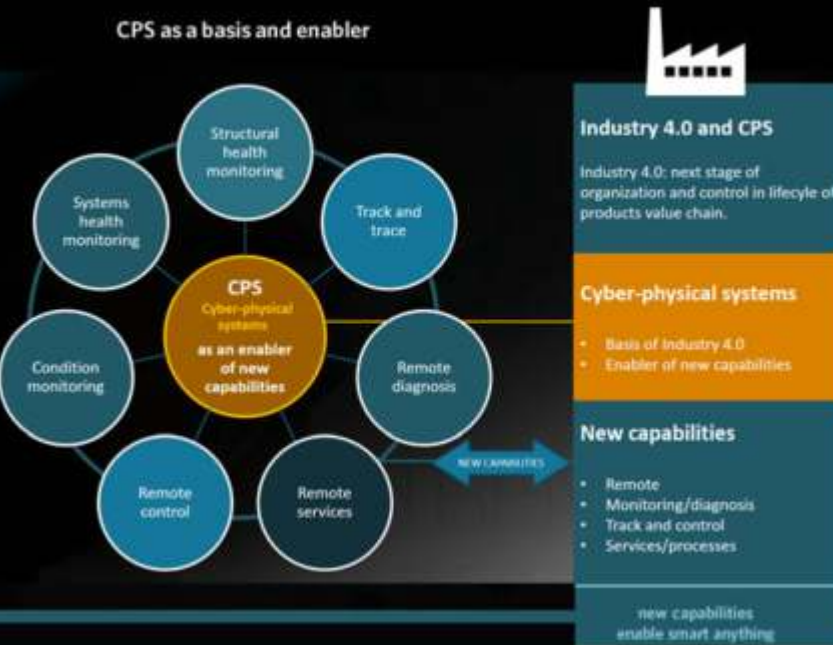 CPS as a basis and enabler
Structural
health
monitoring
Systems
health
monitoring
Track and
trace
CPS
Cyber-physical
systems
as an enabler
of new
capabilities
Condition
monitoring
Remote
diagnosis
Remote
control
Remote
services
NEW CAPABILITIES
Industry 4.0 and CPS
Industry 4.0: next stage of
organization and control in lifecyle of
products value chain.
Cyber-physical systems
• Basis of Industry 4.0
• Enabler of new capabilities
New capabilities
• Remote
• Monitoring/diagnosis
• Track and control
• Services/processes
new capabilities
enable smart anything